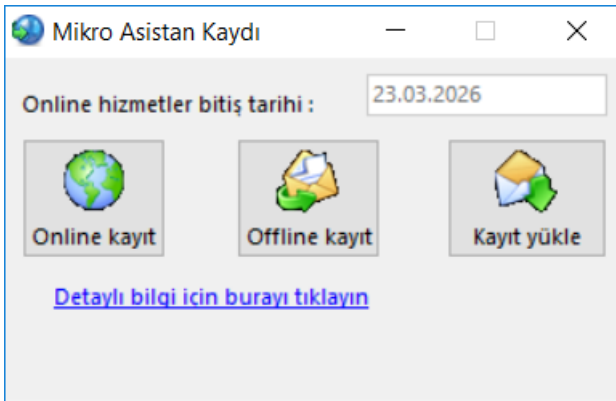 Mikro Asistan Kaydı
Online hizmetler bitiş tarihi : 23.03.2026
Online kayıt Offline kayıt Kayıt yükle
Detaylı bilgi için burayı tıklayın